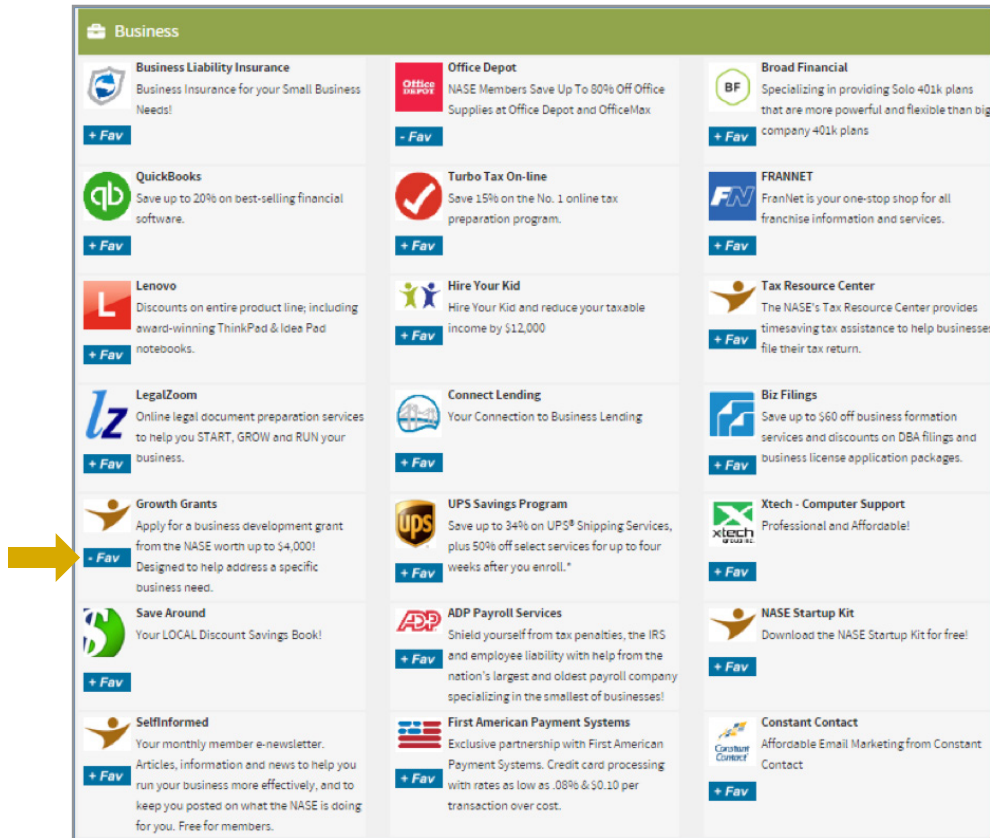 Business
Business Liability Insurance
Business Insurance for your Small Business
Needs!
+ Fav
Office
DEPOT
Office Depot
NASE Members Save Up To 80% Off Office
Supplies at Office Depot and OfficeMax
- Fav
BF
Broad Financial
Specializing in providing Solo 401k plans
that are more powerful and flexible than big
company 401k plans
+ Fav
qb
QuickBooks
Save up to 20% on best-selling financial
software.
+ Fav
Turbo Tax On-line
Save 15% on the No. 1 online tax
preparation program.
+ Fav
FN
FRANNET
FranNet is your one-stop shop for all
franchise information and services.
+ Fav
L
Lenovo
Discounts on entire product line; including
award-winning ThinkPad & Idea Pad
notebooks.
+ Fav
Hire Your Kid
Hire Your Kid and reduce your taxable
income by $12,000
+ Fav
Tax Resource Center
The NASE's Tax Resource Center provides
timesaving tax assistance to help businesses
file their tax return.
+ Fav
lz
LegalZoom
Online legal document preparation services
to help you START, GROW and RUN your
business.
+ Fav
Connect Lending
Your Connection to Business Lending
+ Fav
Biz Filings
Save up to $60 off business formation
services and discounts on DBA filings and
business license application packages.
+ Fav
Growth Grants
Apply for a business development grant
from the NASE worth up to $4,000!
Designed to help address a specific
business need.
- Fav
ups
UPS Savings Program
Save up to 34% on UPS® Shipping Services,
plus 50% off select services for up to four
weeks after you enroll.*
+ Fav
xtech
Xtech - Computer Support
Professional and Affordable!
+ Fav
S
Save Around
Your LOCAL Discount Savings Book!
+ Fav
ADP
ADP Payroll Services
Shield yourself from tax penalties, the IRS
and employee liability with help from the
nation's largest and oldest payroll company
specializing in the smallest of businesses!
+ Fav
NASE Startup Kit
Download the NASE Startup Kit for free!
+ Fav
SelfInformed
Your monthly member e-newsletter.
Articles, information and news to help you
run your business more effectively, and to
keep you posted on what the NASE is doing
for you. Free for members.
+ Fav
First American Payment Systems
Exclusive partnership with First American
Payment Systems. Credit card processing
with rates as low as .08% & $0.10 per
transaction over cost.
+ Fav
Constant
Contact
Constant Contact
Affordable Email Marketing from Constant
Contact
+ Fav